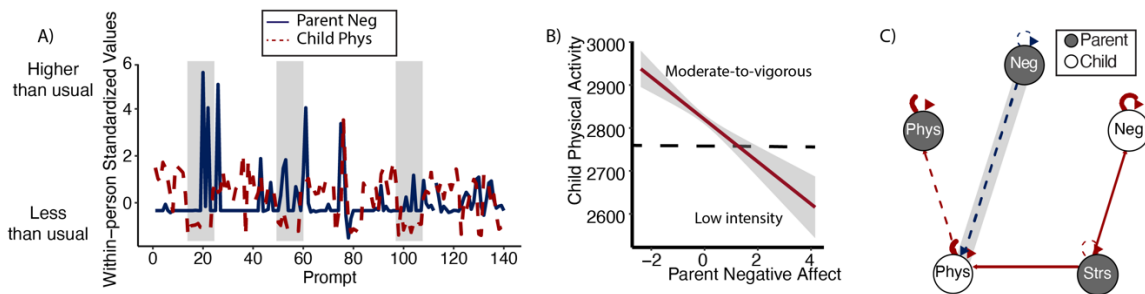 A)
Higher
than usual
Less
than usual
Within-person Standardized Values
6
4
2
0
0 20 40 60 80 100 120 140
Prompt
Parent Neg
Child Phys
B)
Child Physical Activity
3000
2900
2800
2700
2600
Moderate-to-vigorous
Low intensity
−2 0 2 4
Parent Negative Affect
C)
Parent
Child
Neg
Phys
Neg
Phys
Strs